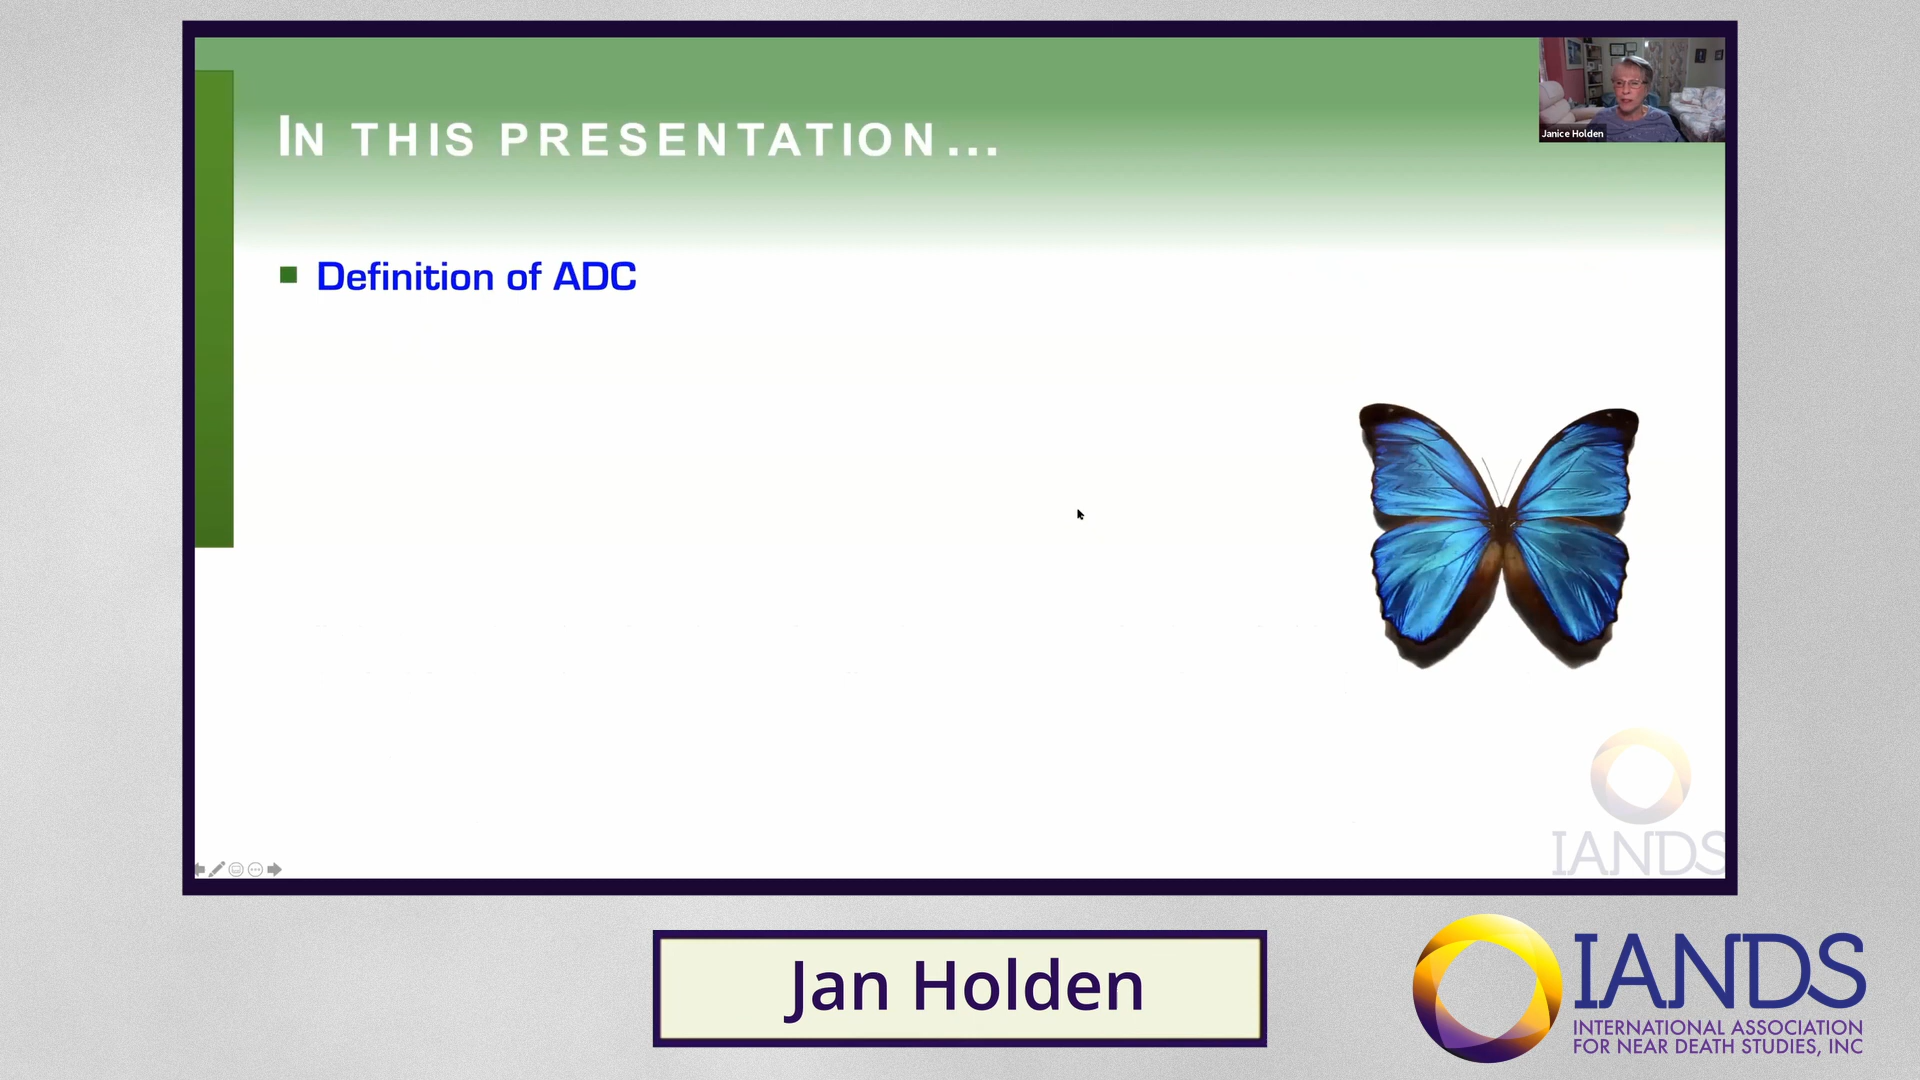 IN THIS PRESENTATION...
Janice Holden
Definition of ADC
IANDS
Jan Holden
IANDS
INTERNATIONAL ASSOCIATION
FOR NEAR DEATH STUDIES, INC